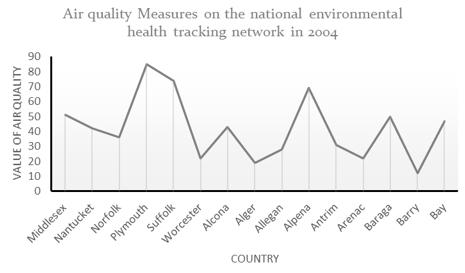 Air quality Measures on the national environmental
health tracking network in 2004
VALUE OF AIR QUALITY
90
80
70
60
50
40
30
20
10
0
Middlesex
Nantucket
Norfolk
Plymouth
Suffolk
Worcester
Alcona
Alger
Allegan
Alpena
Antrim
Arenac
Baraga
Barry
Bay
COUNTRY